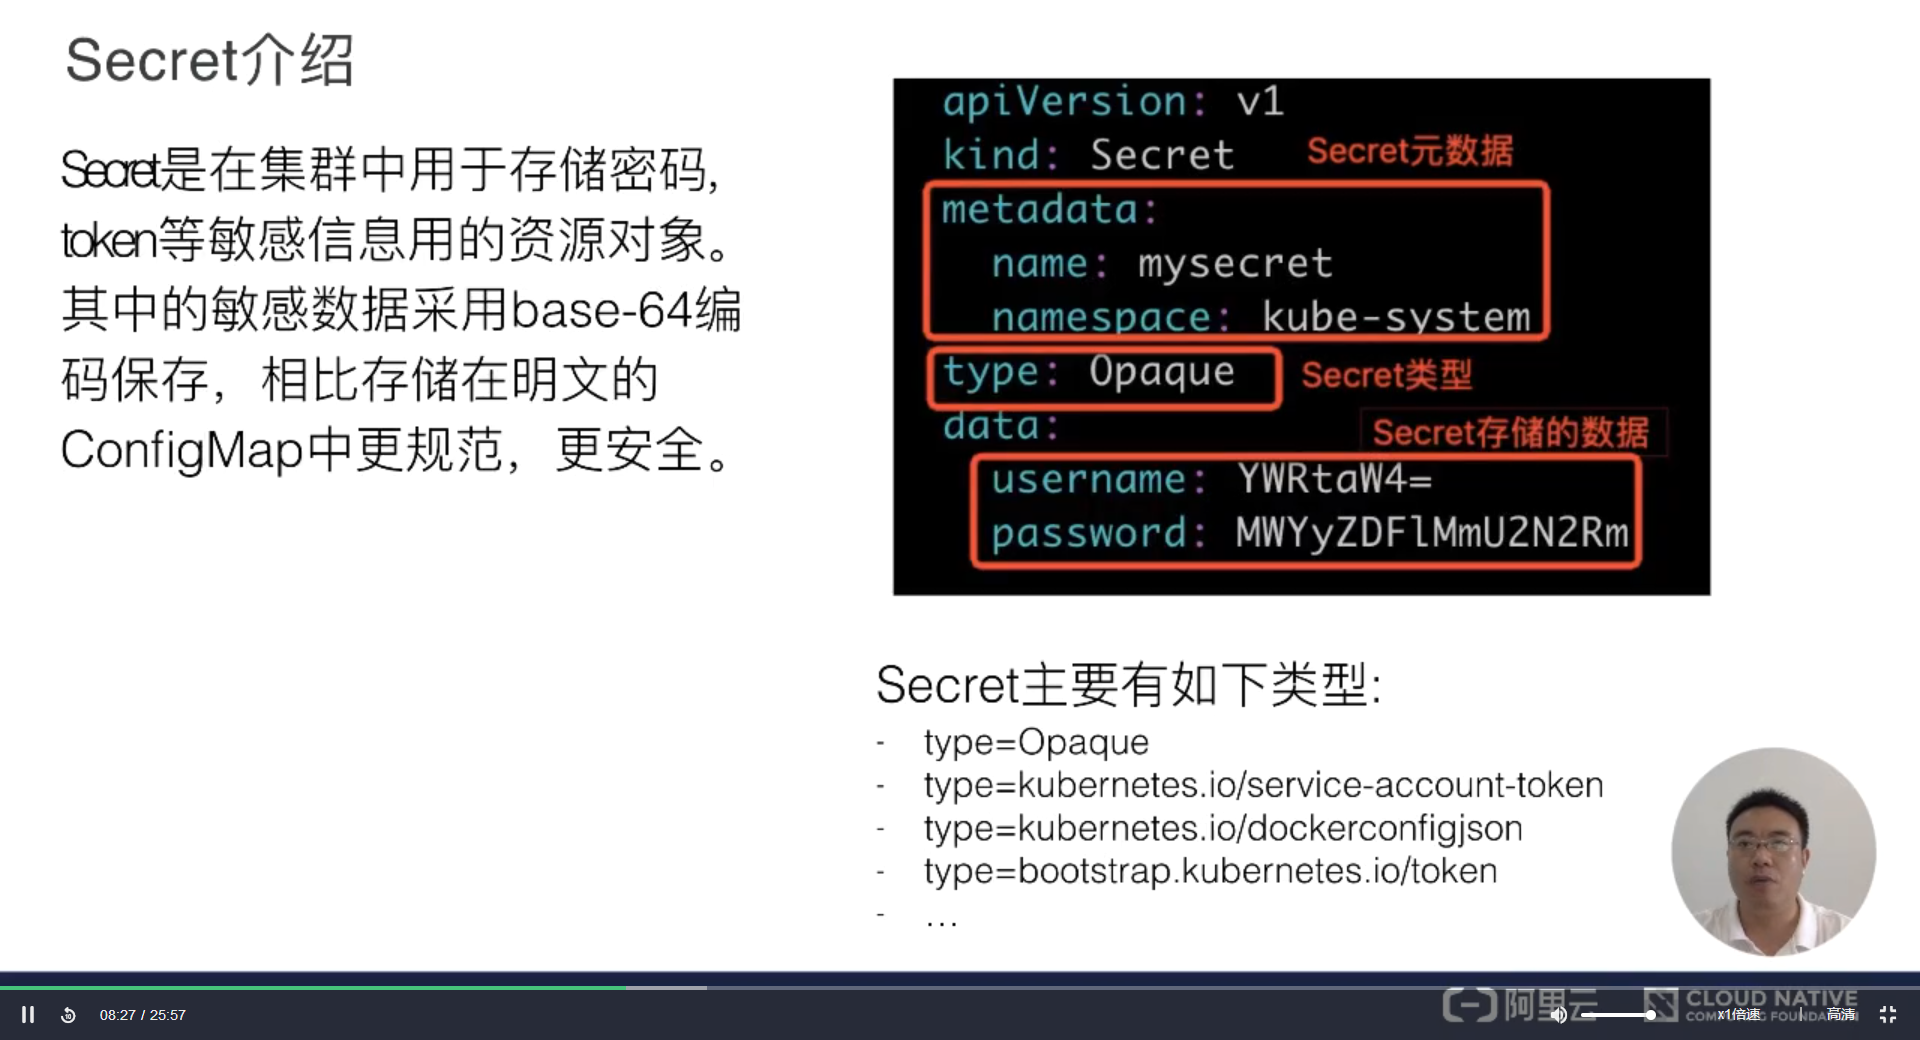 Secret介绍
Secret是在集群中用于存储密码,
token等敏感信息用的资源对象。
其中的敏感数据采用base-64编
码保存，相比存储在明文的
ConfigMap中更规范，更安全。
apiVersion: v1
kind: Secret
Secret元数据
metadata:
name: mysecret
namespace: kube-system
type: Opaque
Secret类型
data:
Secret存储的数据
username: YWRtaW4=
password: MWYyZDFlMmU2N2Rm
Secret主要有如下类型:
- type=Opaque
- type=kubernetes.io/service-account-token
- type=kubernetes.io/dockerconfigjson
- type=bootstrap.kubernetes.io/token
- ...
10
08:27 / 25:57
阿里云
CLOUD NATIVE
COMPUTING FOUNDATION
x1倍速
高清